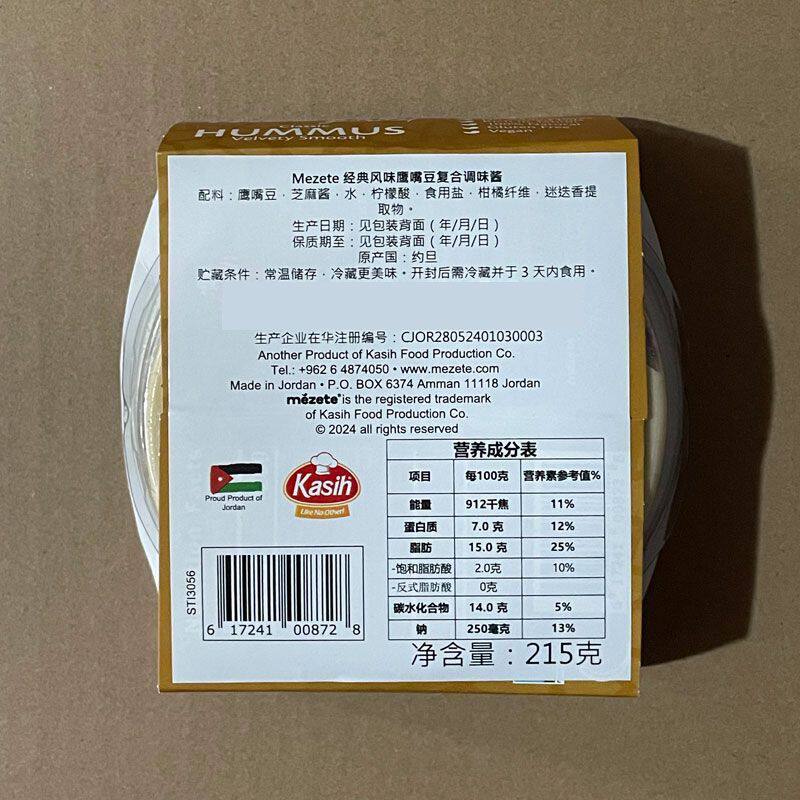 Classic
HUMMUS
Velvety Smooth
Gluten Free
Vegan
Mezete 经典风味鹰嘴豆复合调味酱
配料：鹰嘴豆．芝麻酱．水．柠檬酸．食用盐．柑橘纤维．迷迭香提
取物。
生产日期：见包装背面（年/月/日）
保质期至：见包装背面（年/月/日）
原产国：约旦
贮藏条件：常温储存，冷藏更美味。开封后需冷藏并于 3 天内食用。
生产企业在华注册编号：CJOR28052401030003
Another Product of Kasih Food Production Co.
Tel.: +962 6 4874050 • www.mezete.com
Made in Jordan • P.O. BOX 6374 Amman 11118 Jordan
mézete® is the registered trademark
of Kasih Food Production Co.
© 2024 all rights reserved
Proud Product of
Jordan
Kasih
Like No Other!
营养成分表
项目 每100克 营养素参考值%
能量 912千焦 11%
蛋白质 7.0 克 12%
脂肪 15.0 克 25%
-饱和脂肪酸 2.0克 10%
-反式脂肪酸 0克
碳水化合物 14.0 克 5%
钠 250毫克 13%
STI3056
6 17241 00872 8
净含量：215克